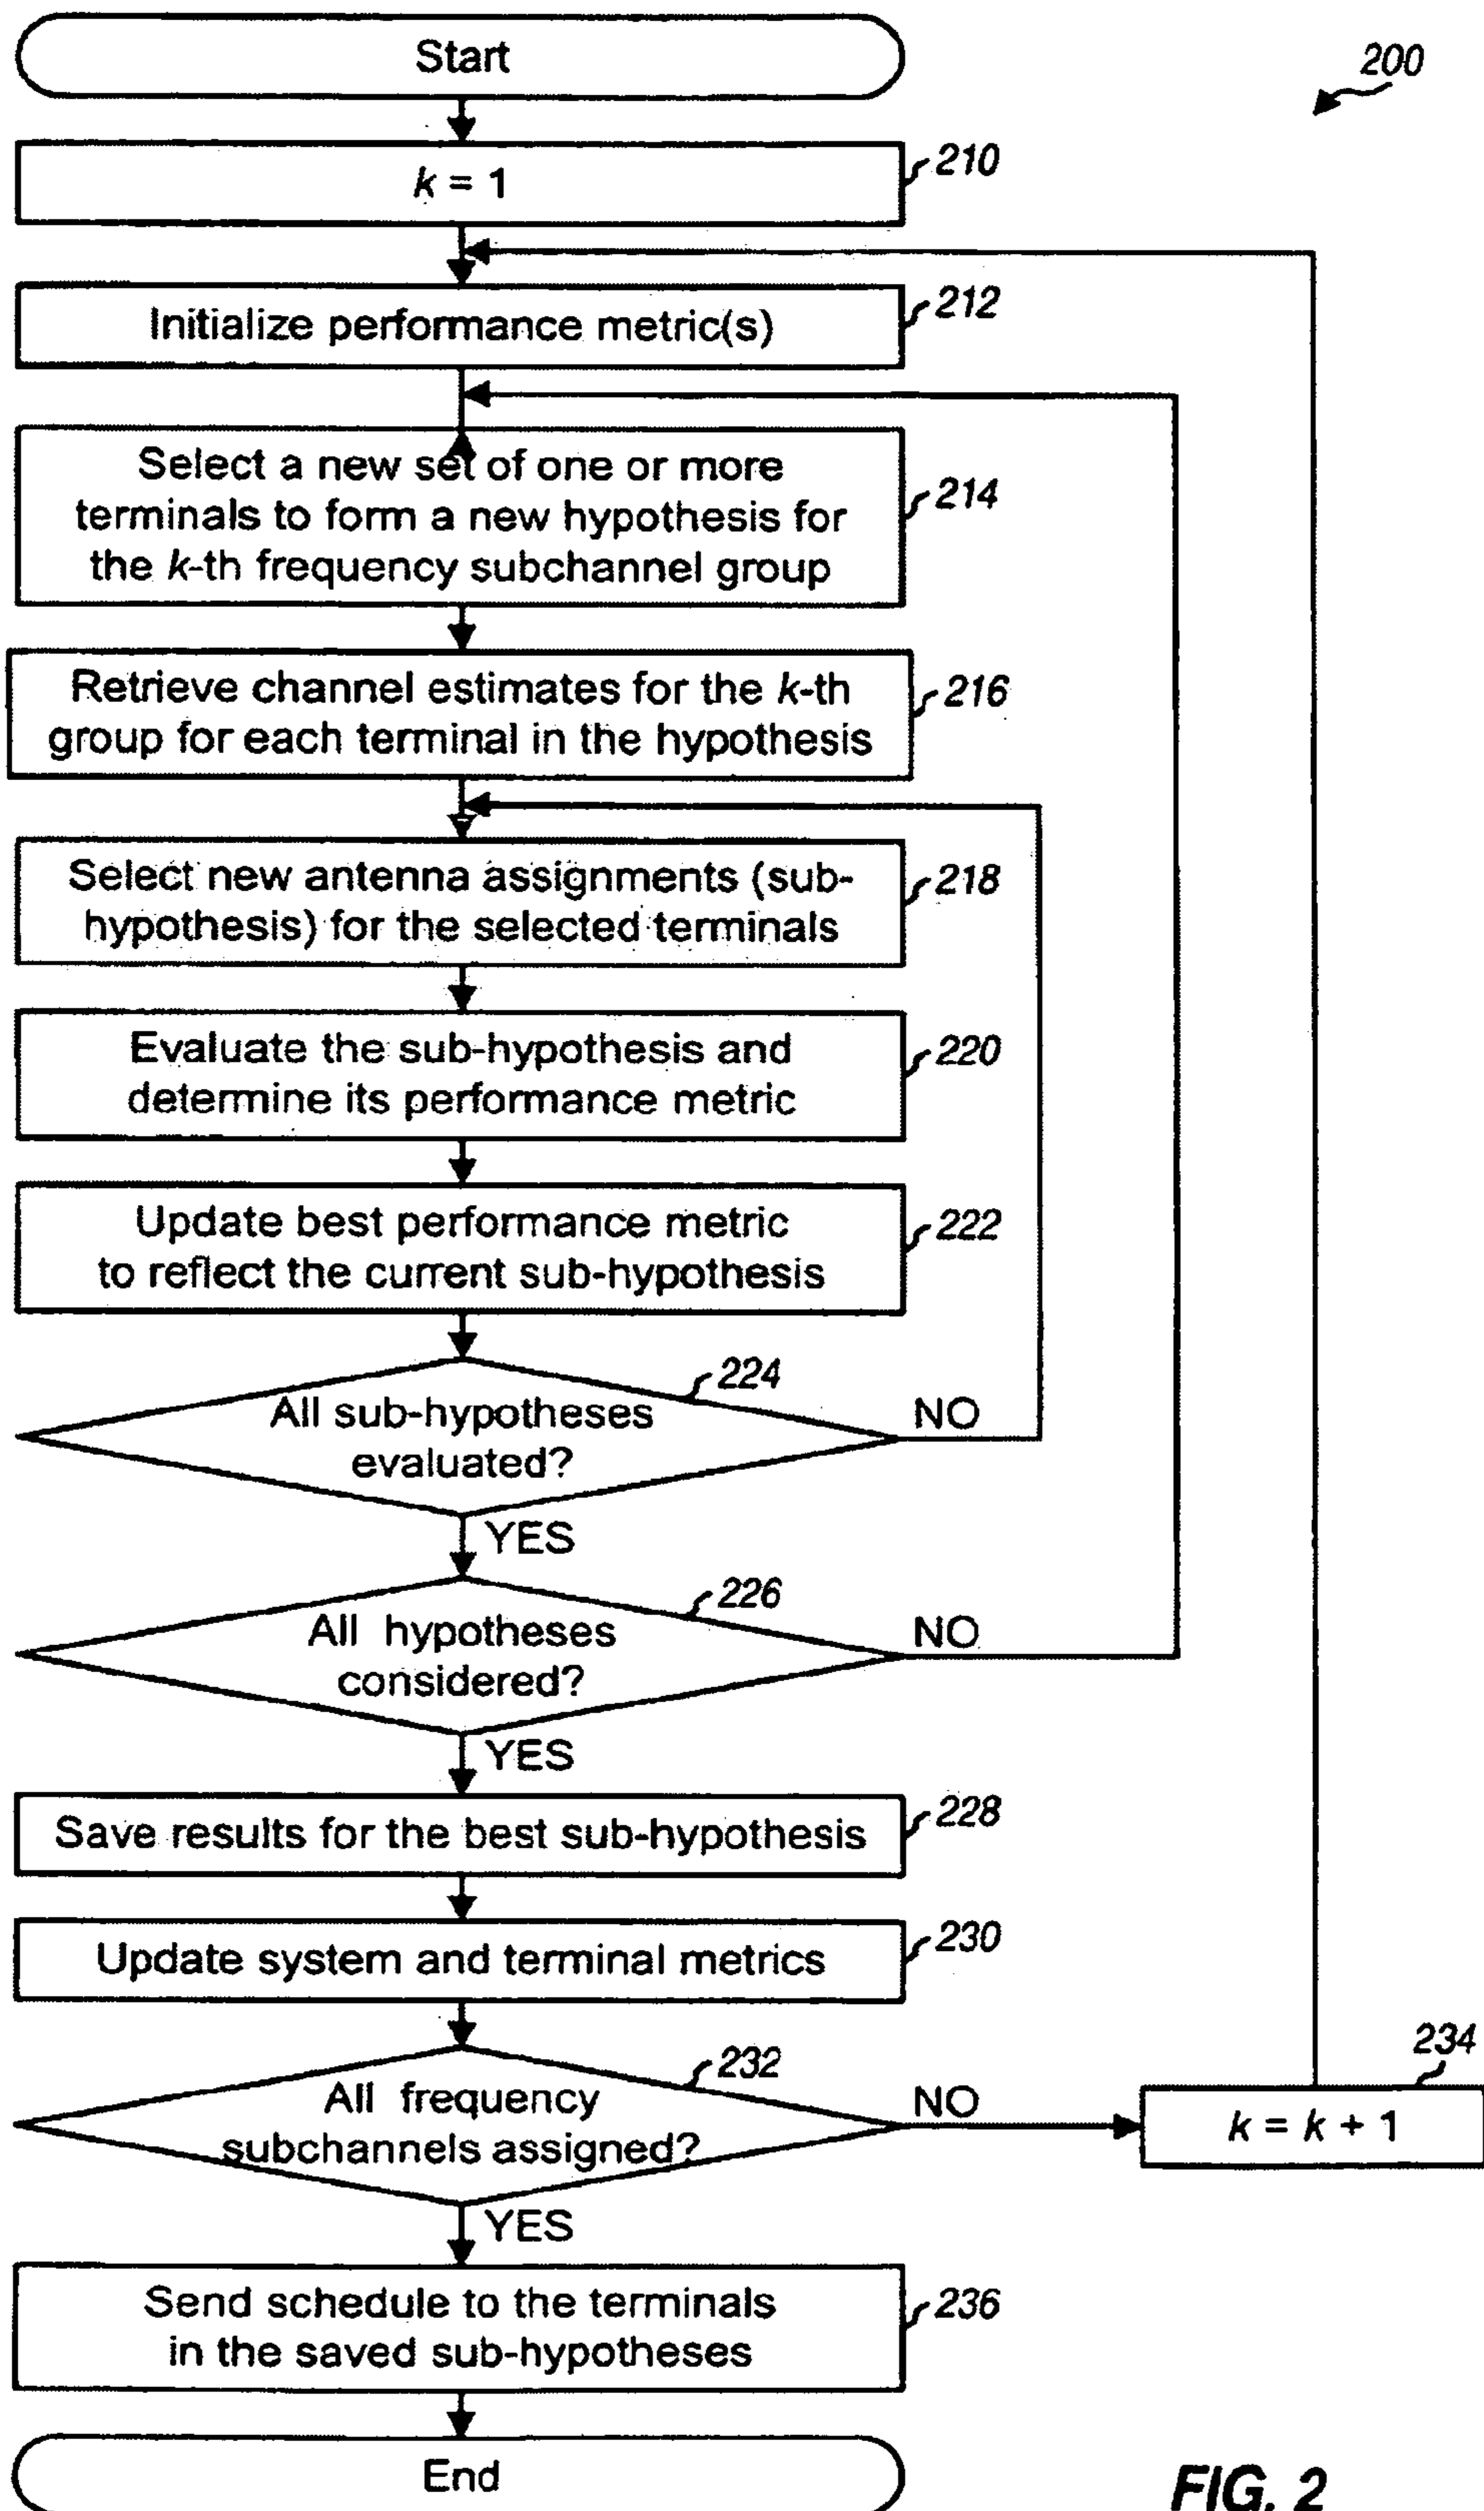 Start
200
210
k = 1
212
Initialize performance metric(s)
Select a new set of one or more
terminals to form a new hypothesis for
the k-th frequency subchannel group
214
Retrieve channel estimates for the k-th
group for each terminal in the hypothesis
216
Select new antenna assignments (sub-
hypothesis) for the selected terminals
218
Evaluate the sub-hypothesis and
determine its performance metric
220
Update best performance metric
to reflect the current sub-hypothesis
222
224
All sub-hypotheses
evaluated?
NO
YES
226
All hypotheses
considered?
NO
YES
228
Save results for the best sub-hypothesis
230
Update system and terminal metrics
232
All frequency
subchannels assigned?
NO
234
k = k + 1
YES
Send schedule to the terminals
in the saved sub-hypotheses
236
End
FIG. 2